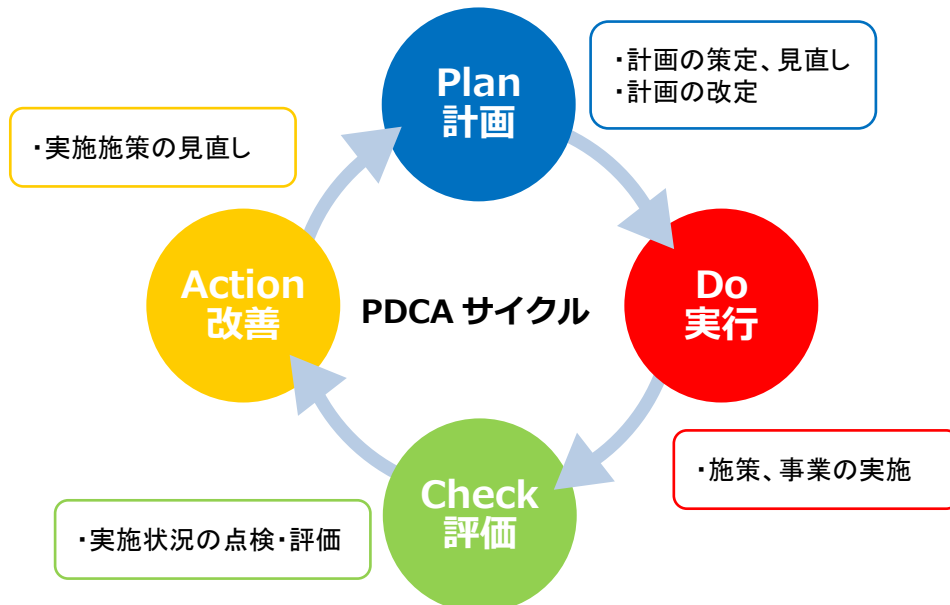 Plan
計画
・計画の策定、見直し
・計画の改定
・実施施策の見直し
Action
改善
PDCA サイクル
Do
実行
・施策、事業の実施
Check
評価
・実施状況の点検・評価